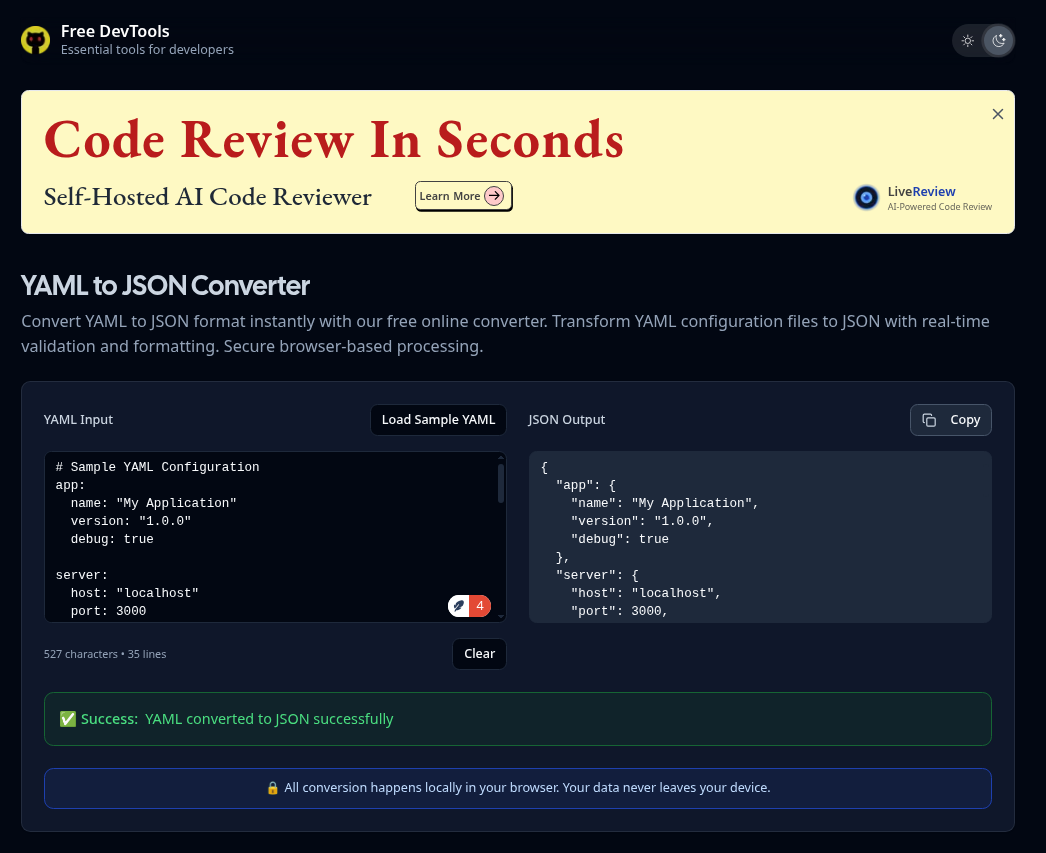 Free DevTools
Essential tools for developers
Code Review In Seconds
Self-Hosted AI Code Reviewer
Learn More
LiveReview
AI-Powered Code Review
YAML to JSON Converter
Convert YAML to JSON format instantly with our free online converter. Transform YAML configuration files to JSON with real-time
validation and formatting. Secure browser-based processing.
YAML Input
Load Sample YAML
# Sample YAML Configuration
app:
  name: "My Application"
  version: "1.0.0"
  debug: true

server:
  host: "localhost"
  port: 3000
4
527 characters • 35 lines
Clear
JSON Output
Copy
{
  "app": {
    "name": "My Application",
    "version": "1.0.0",
    "debug": true
  },
  "server": {
    "host": "localhost",
    "port": 3000,
✅ Success: YAML converted to JSON successfully
🔒 All conversion happens locally in your browser. Your data never leaves your device.